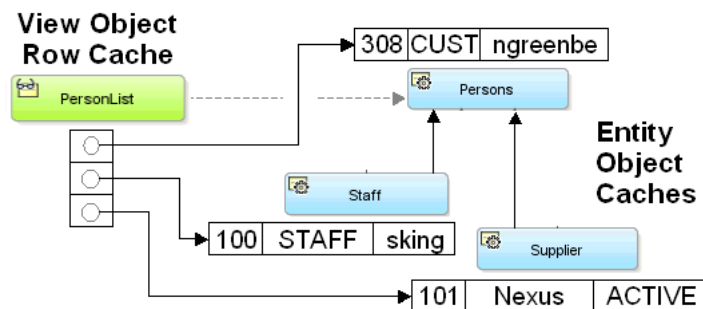 View Object
Row Cache
308 CUST ngreenbe
PersonList
Persons
Entity
Object
Caches
Staff
100 STAFF sking
Supplier
101 Nexus ACTIVE